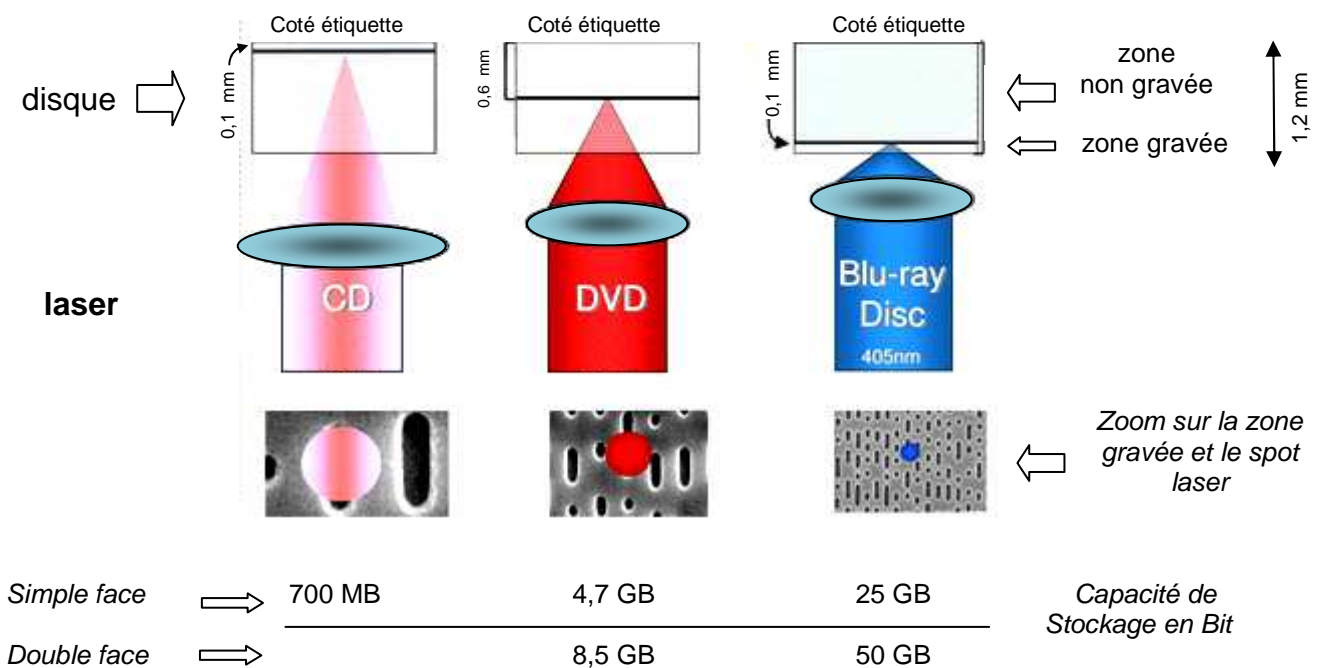 Coté étiquette
Coté étiquette
Coté étiquette
disque
0,1 mm
0,6 mm
0,1 mm
zone
non gravée
zone gravée
1,2 mm
laser
CD
DVD
Blu-ray
Disc
405nm
Zoom sur la zone
gravée et le spot
laser
Simple face
700 MB
4,7 GB
25 GB
Capacité de
Stockage en Bit
Double face
8,5 GB
50 GB